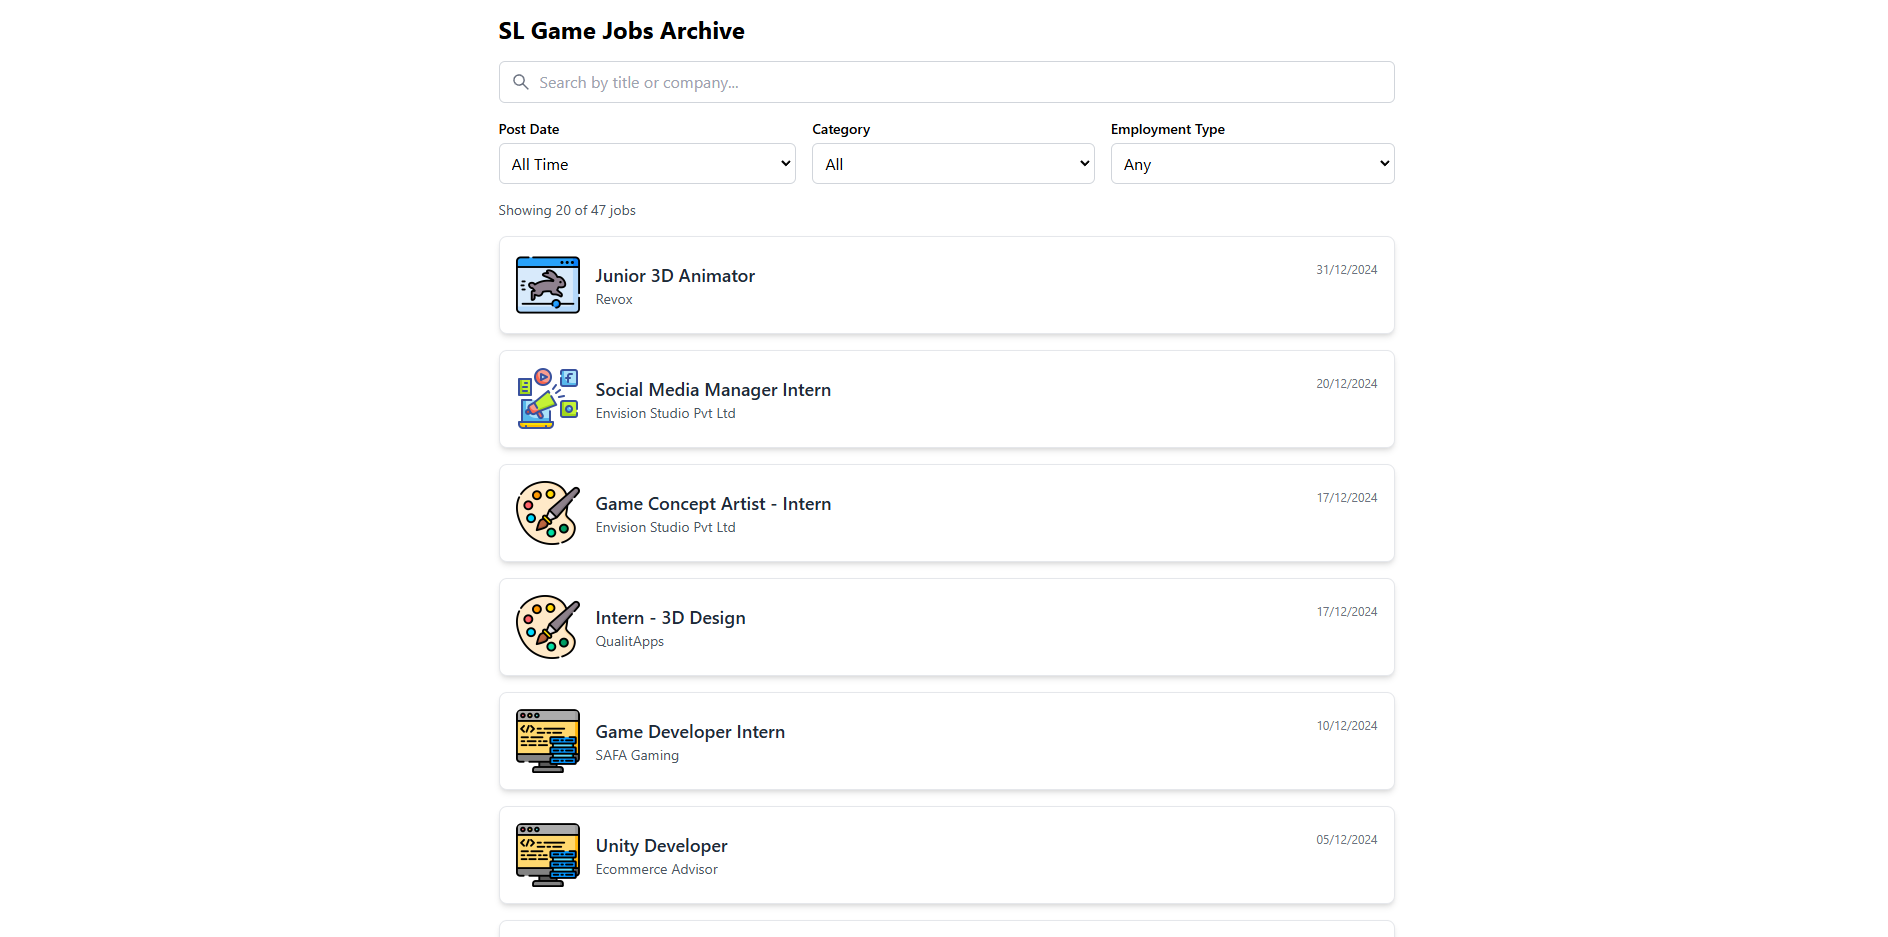 SL Game Jobs Archive
Search by title or company...
Post Date
Category
Employment Type
All Time
All
Any
Showing 20 of 47 jobs
Junior 3D Animator
31/12/2024
Revox
Social Media Manager Intern
20/12/2024
Envision Studio Pvt Ltd
Game Concept Artist - Intern
17/12/2024
Envision Studio Pvt Ltd
Intern - 3D Design
17/12/2024
QualitApps
Game Developer Intern
10/12/2024
SAFA Gaming
Unity Developer
05/12/2024
Ecommerce Advisor